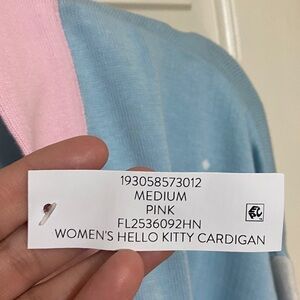 193058573012
MEDIUM
PINK
FL2536092HN
WOMEN'S HELLO KITTY CARDIGAN